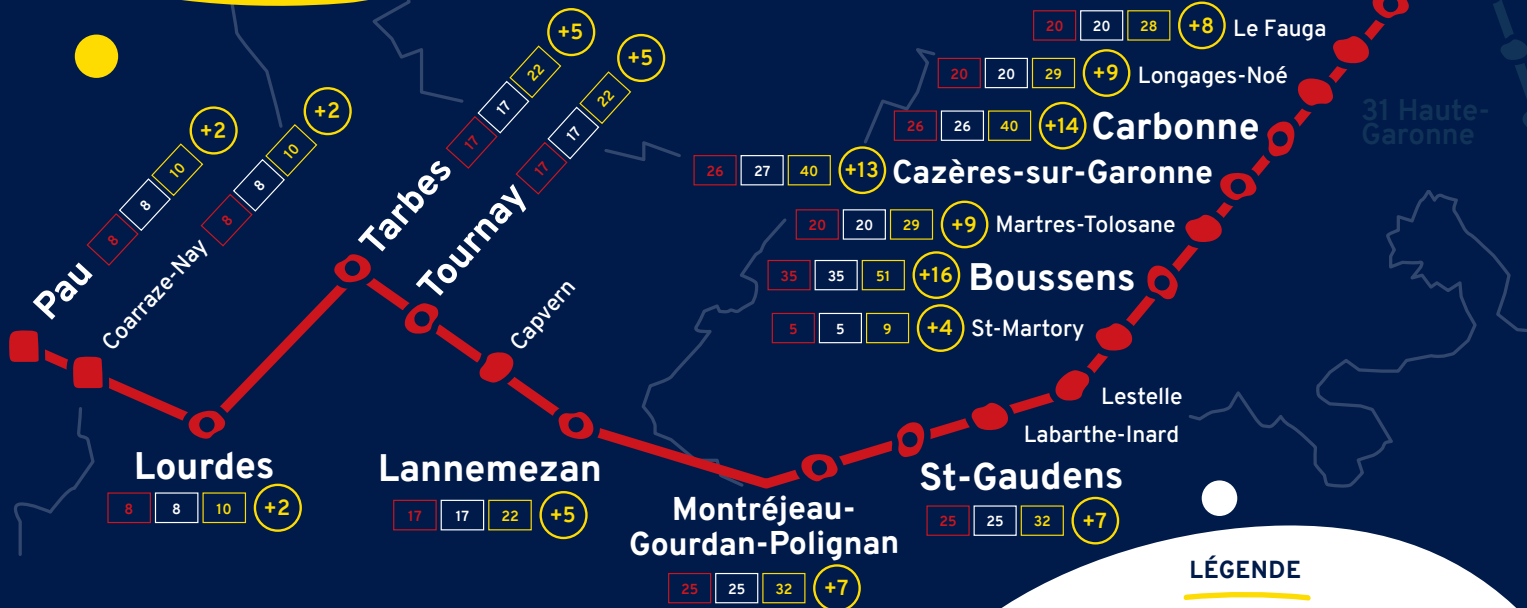 20 20 28 +8 Le Fauga
20 20 29 +9 Longages-Noé
26 26 40 +14 Carbonne
26 27 40 +13 Cazères-sur-Garonne
20 20 29 +9 Martres-Tolosane
35 35 51 +16 Boussens
5 5 9 +4 St-Martory
Lestelle
Labarthe-Inard
31 Haute-
Garonne
Pau 8 8 10 +2
Coarraze-Nay 8 8 10 +2
Tarbes 17 17 22 +5
Tournay 17 17 22 +5
Capvern
Lourdes
8 8 10 +2
Lannemezan
17 17 22 +5
Montréjeau-
Gourdan-Polignan
25 25 32 +7
St-Gaudens
25 25 32 +7
LÉGENDE